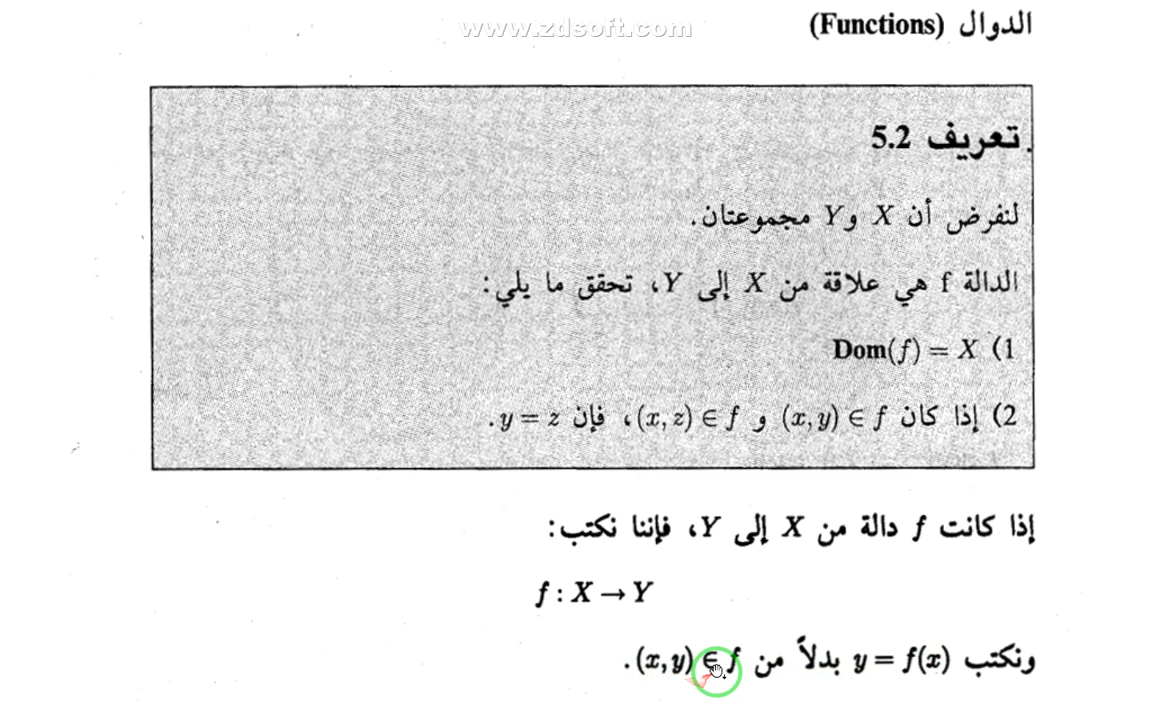 www.zdsoft.com
الدوال (Functions)
تعريف 5.2
لنفرض أن X و Y مجموعتان.
الدالة f هي علاقة من X إلى Y، تحقق ما يلي:
1) Dom(f) = X
2) إذا كان (x, y) ∈ f و (x, z) ∈ f، فإن y = z.
إذا كانت f دالة من X إلى Y، فإننا نكتب:
f : X → Y
ونكتب y = f(x) بدلاً من (x, y) ∈ f.